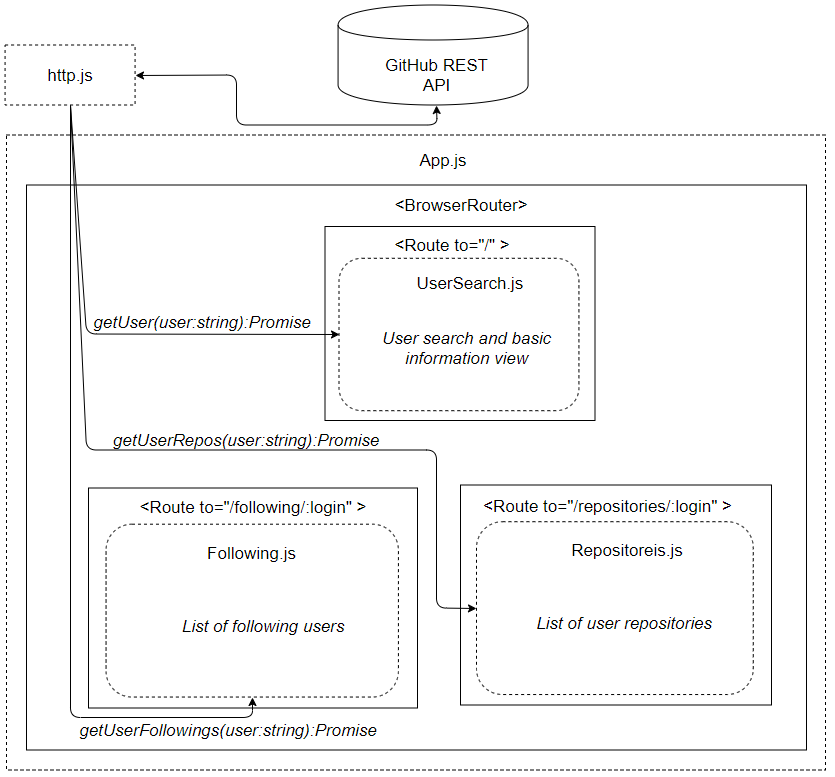 GitHub REST
API
http.js
App.js
<BrowserRouter>
<Route to="/" >
UserSearch.js
getUser(user:string):Promise
User search and basic
information view
getUserRepos(user:string):Promise
<Route to="/following/:login" >
<Route to="/repositories/:login" >
Following.js
Repositoreis.js
List of following users
List of user repositories
getUserFollowings(user:string):Promise